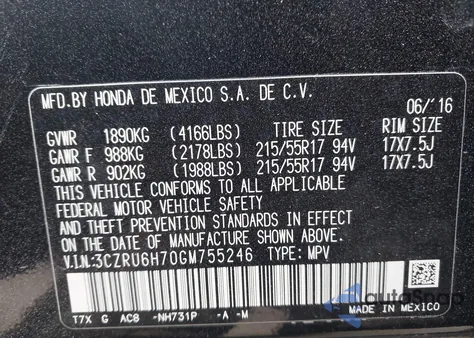 MFD.BY HONDA DE MEXICO S.A. DE C.V.
06/'16
GVWR 1890KG (4166LBS) TIRE SIZE RIM SIZE
GAWR F 988KG (2178LBS) 215/55R17 94V 17X7.5J
GAWR R 902KG (1988LBS) 215/55R17 94V 17X7.5J
THIS VEHICLE CONFORMS TO ALL APPLICABLE
FEDERAL MOTOR VEHICLE SAFETY
AND THEFT PREVENTION STANDARDS IN
EFFECT ON THE DATE OF MANUFACTURE SHOWN ABOVE.
V.I.N:3CZRU6H70GM755246 TYPE: MPV
T7X G AC8 -NH731P -A -M
MADE IN MEXICO